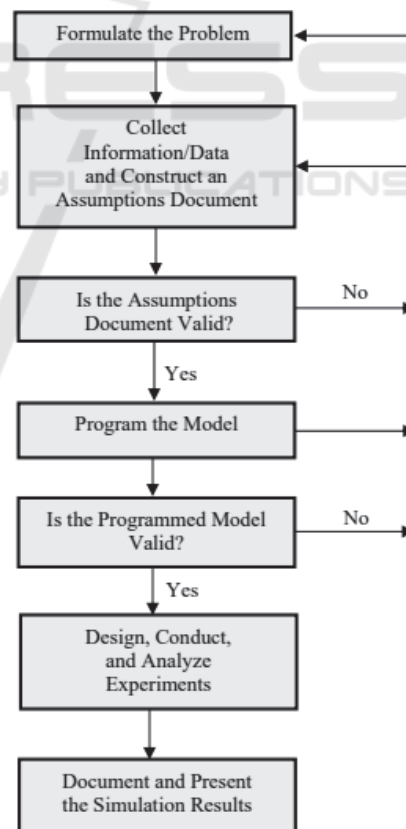 Formulate the Problem
Collect
Information/Data
and Construct an
Assumptions Document
Is the Assumptions
Document Valid?
No
Yes
Program the Model
Is the Programmed Model
Valid?
No
Yes
Design, Conduct,
and Analyze
Experiments
Document and Present
the Simulation Results